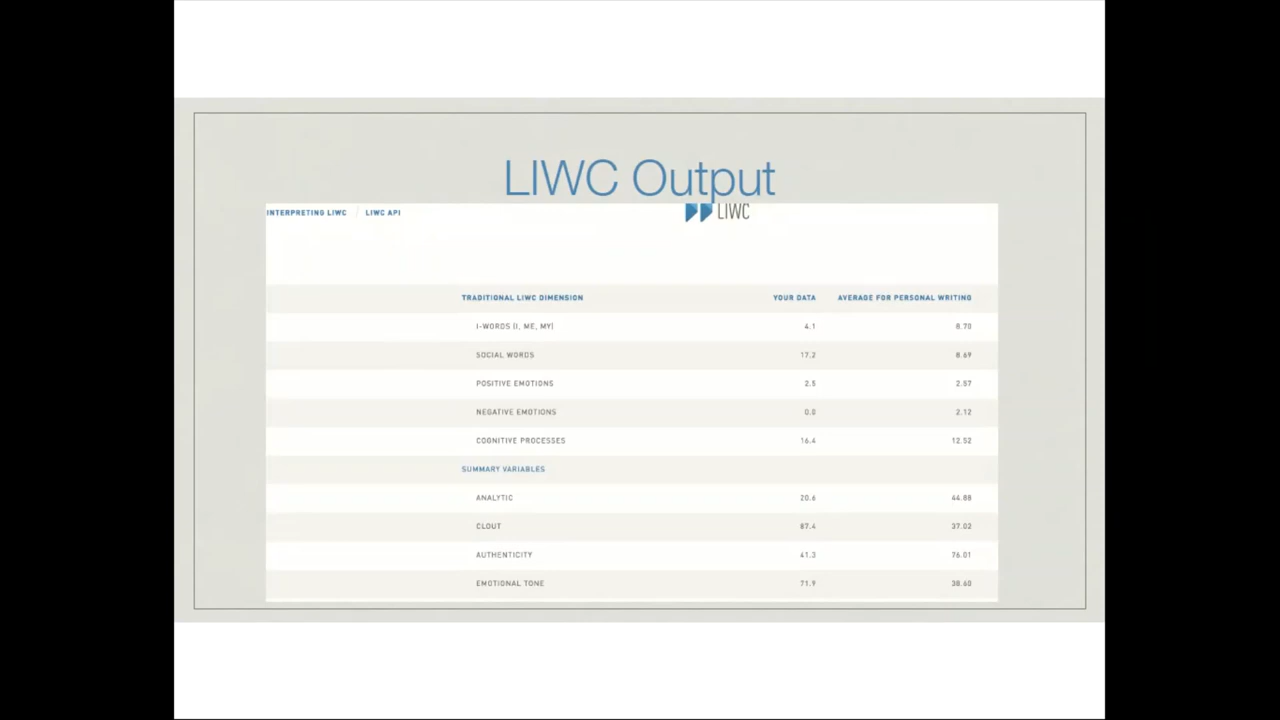 LIWC Output
INTERPRETING LIWC LIWC API LIWC
TRADITIONAL LIWC DIMENSION YOUR DATA AVERAGE FOR PERSONAL WRITING
I-WORDS (I, ME, MY) 4.1 8.70
SOCIAL WORDS 17.2 8.69
POSITIVE EMOTIONS 2.5 2.57
NEGATIVE EMOTIONS 0.0 2.12
COGNITIVE PROCESSES 16.4 12.52
SUMMARY VARIABLES
ANALYTIC 20.6 44.88
CLOUT 87.4 37.02
AUTHENTICITY 41.3 76.01
EMOTIONAL TONE 71.9 38.60